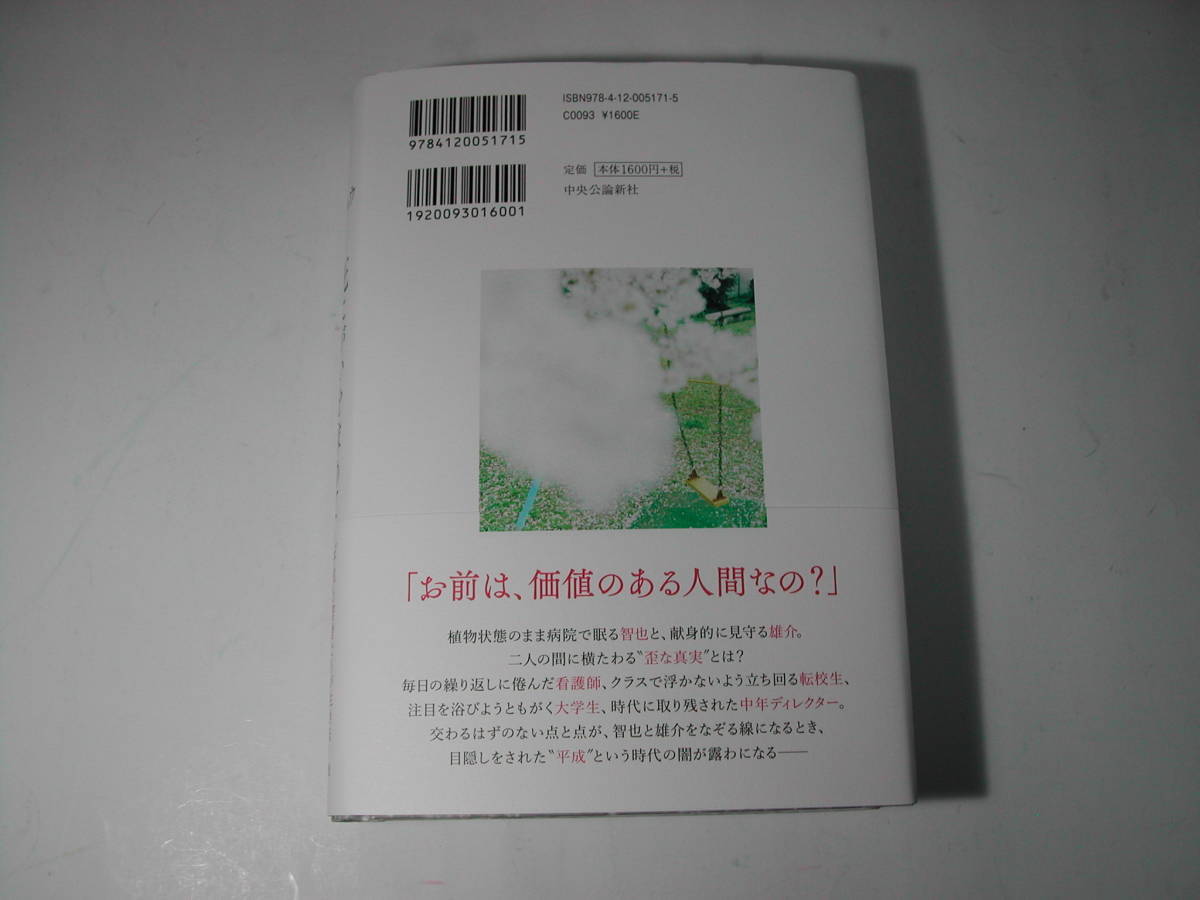 ISBN978-4-12-005171-5
C0093 ¥1600E
9784120051715
定価 本体1600円+税
中央公論新社
1920093016001
「お前は、価値のある人間なの？」
植物状態のまま病院で眠る智也と、献身的に見守る雄介。
二人の間に横たわる〝歪な真実〟とは？
毎日の繰り返しに倦んだ看護師、クラスで浮かないよう立ち回る転校生、
注目を浴びようともがく大学生、時代に取り残された中年ディレクター。
交わるはずのない点と点が、智也と雄介をなぞる線になるとき、
目隠しをされた〝平成〟という時代の闇が露わになる――